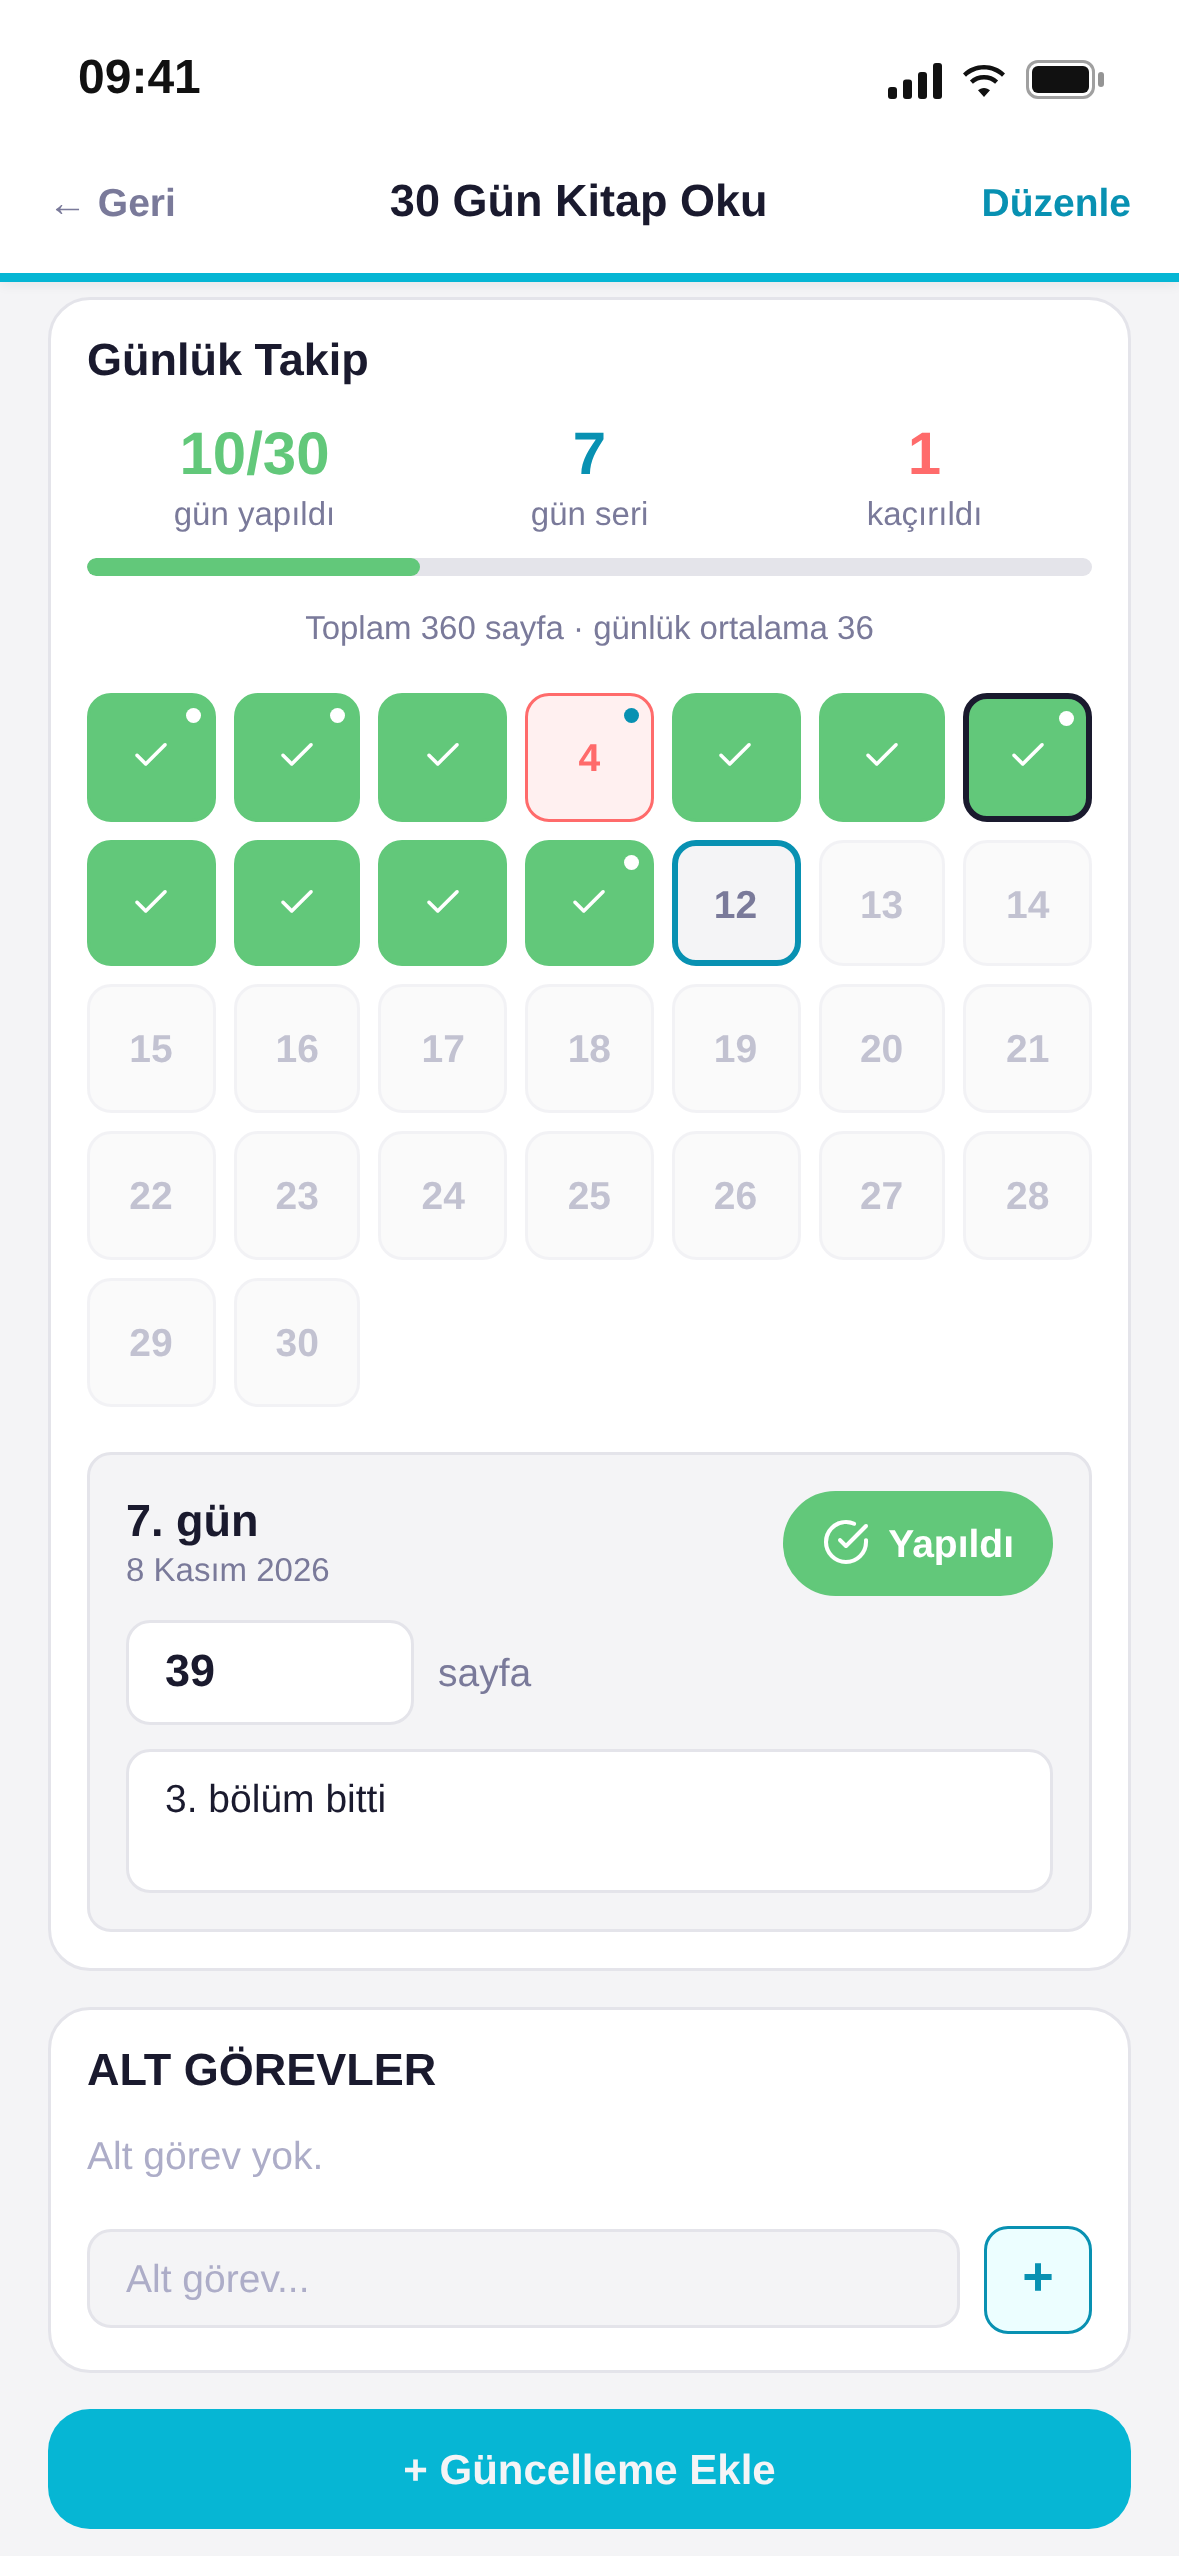 09:41
← Geri
30 Gün Kitap Oku
Düzenle
Günlük Takip
10/30
gün yapıldı
7
gün seri
1
kaçırıldı
Toplam 360 sayfa · günlük ortalama 36
4
12 13 14
15 16 17 18 19 20 21
22 23 24 25 26 27 28
29 30
7. gün
8 Kasım 2026
Yapıldı
39
sayfa
3. bölüm bitti
ALT GÖREVLER
Alt görev yok.
Alt görev...
+
+ Güncelleme Ekle